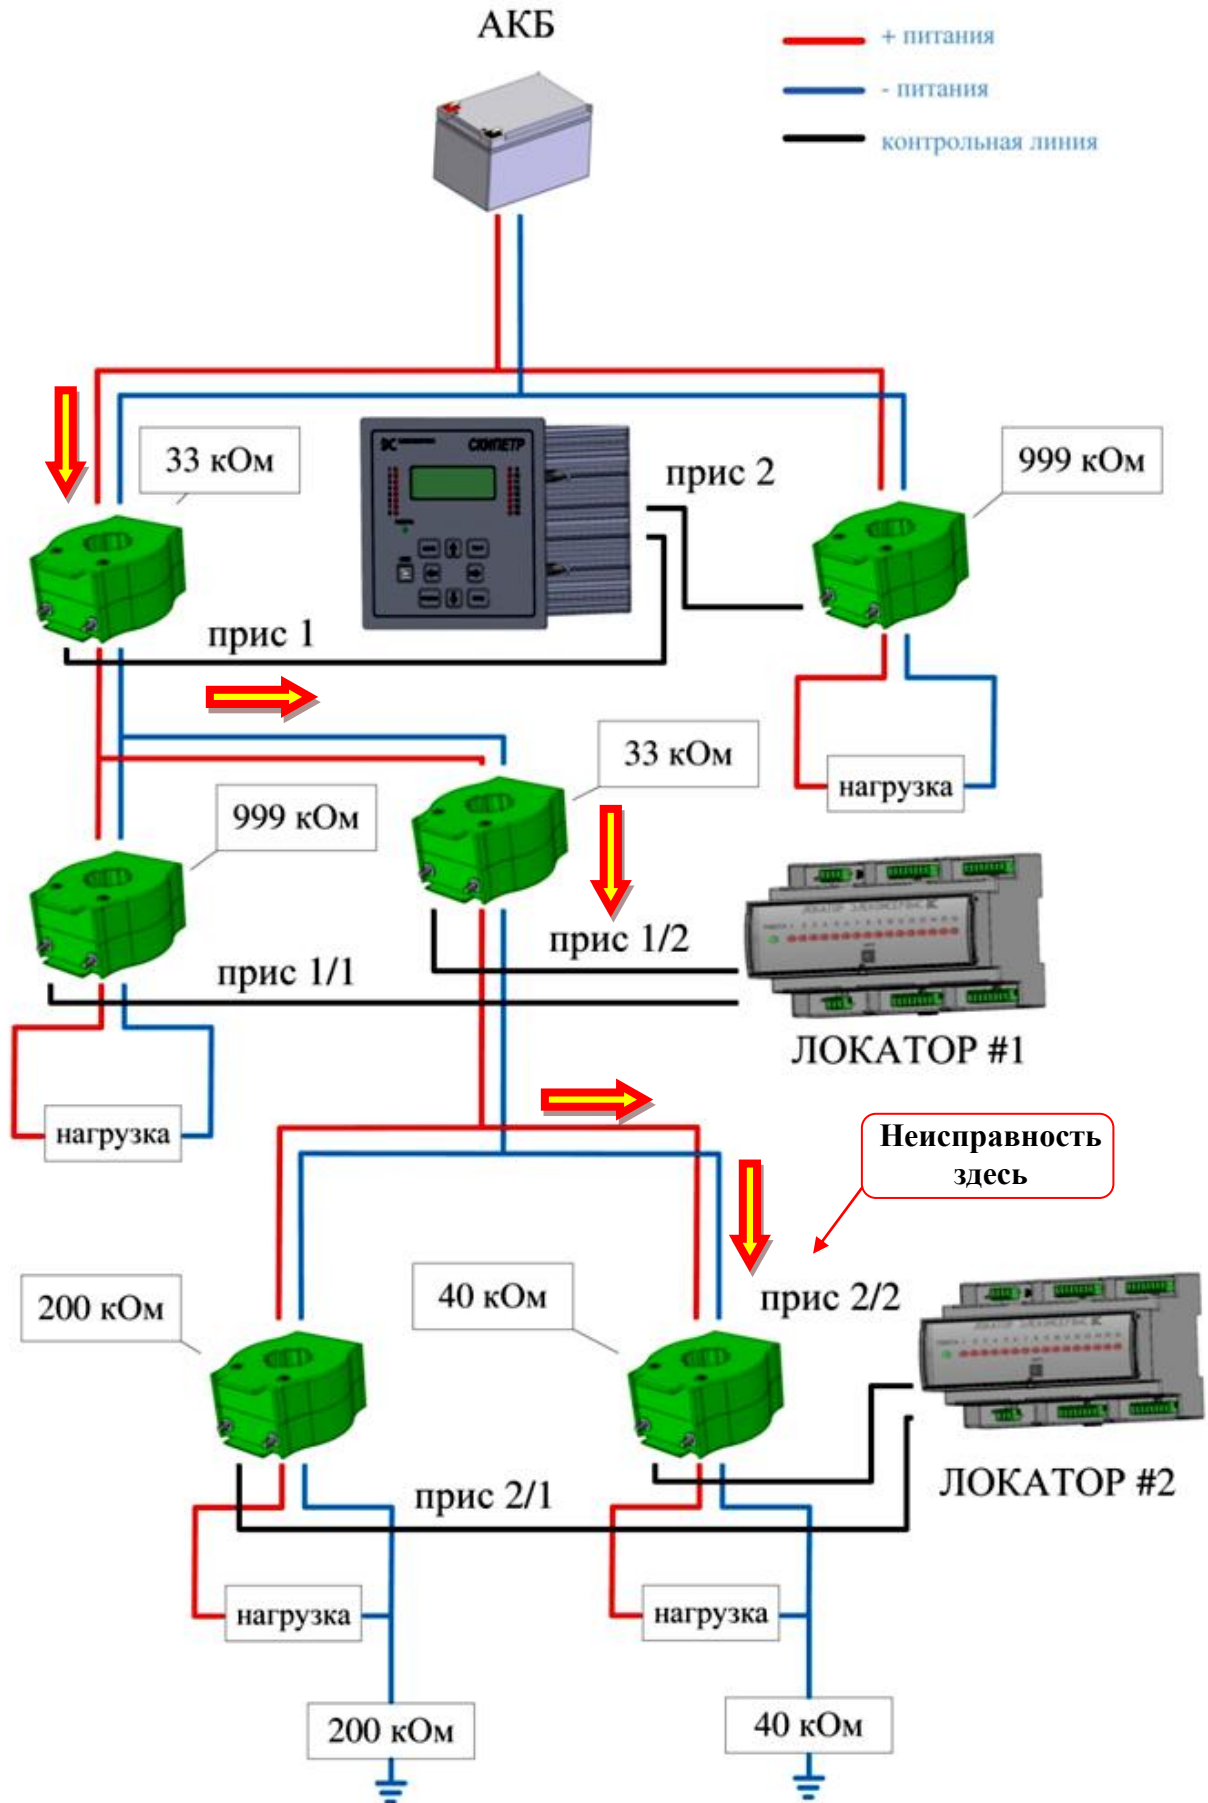 АКБ
+ питания
- питания
контрольная линия
33 кОм
СКИПЕТР
прис 2
999 кОм
прис 1
33 кОм
нагрузка
999 кОм
прис 1/2
прис 1/1
ЛОКАТОР #1
нагрузка
Неисправность
здесь
200 кОм
40 кОм
прис 2/2
прис 2/1
ЛОКАТОР #2
нагрузка
нагрузка
200 кОм
40 кОм